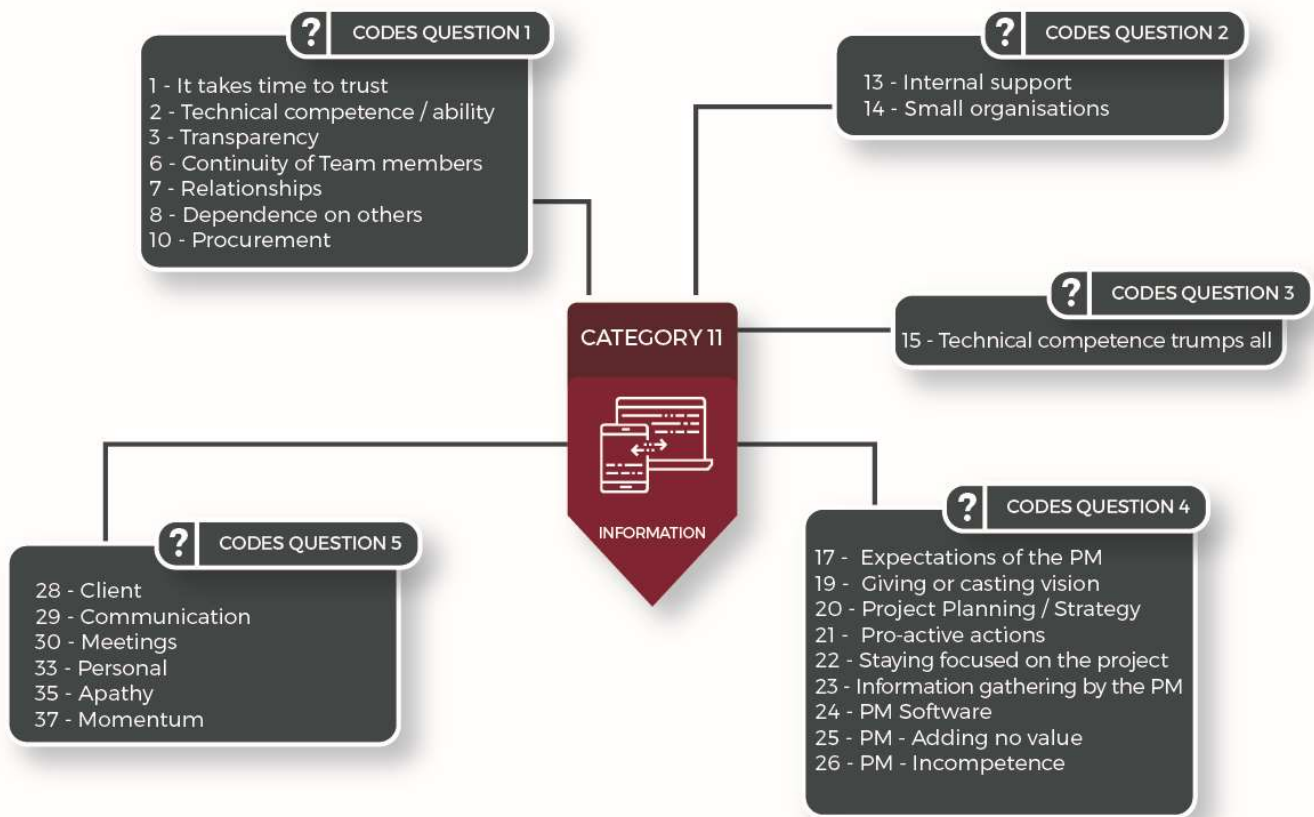 ? CODES QUESTION 1
1 - It takes time to trust
2 - Technical competence / ability
3 - Transparency
6 - Continuity of Team members
7 - Relationships
8 - Dependence on others
10 - Procurement
? CODES QUESTION 2
13 - Internal support
14 - Small organisations
? CODES QUESTION 3
15 - Technical competence trumps all
CATEGORY 11
INFORMATION
? CODES QUESTION 4
17 - Expectations of the PM
19 - Giving or casting vision
20 - Project Planning / Strategy
21 - Pro-active actions
22 - Staying focused on the project
23 - Information gathering by the PM
24 - PM Software
25 - PM - Adding no value
26 - PM - Incompetence
? CODES QUESTION 5
28 - Client
29 - Communication
30 - Meetings
33 - Personal
35 - Apathy
37 - Momentum